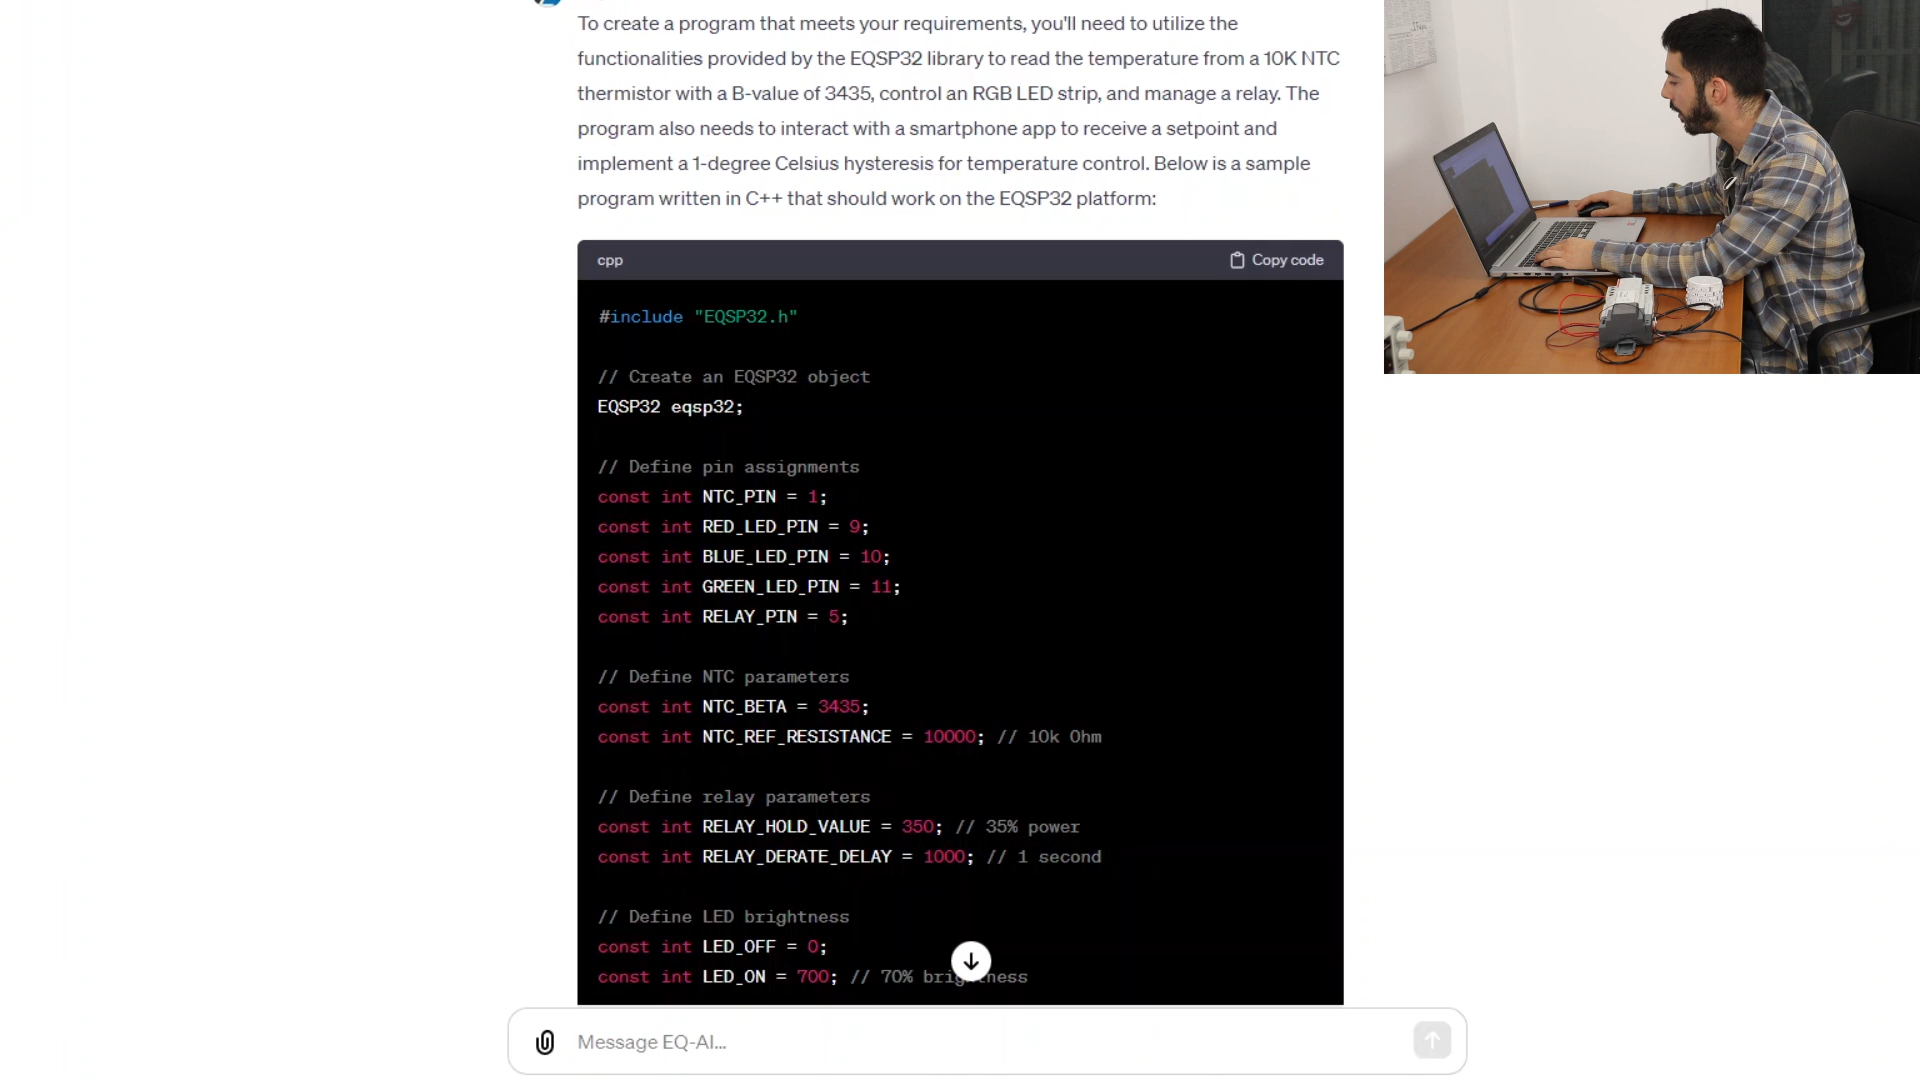 To create a program that meets your requirements, you'll need to utilize the
functionalities provided by the EQSP32 library to read the temperature from a 10K NTC
thermistor with a B-value of 3435, control an RGB LED strip, and manage a relay. The
program also needs to interact with a smartphone app to receive a setpoint and
implement a 1-degree Celsius hysteresis for temperature control. Below is a sample
program written in C++ that should work on the EQSP32 platform:
cpp
Copy code
#include "EQSP32.h"
// Create an EQSP32 object
EQSP32 eqsp32;
// Define pin assignments
const int NTC_PIN = 1;
const int RED_LED_PIN = 9;
const int BLUE_LED_PIN = 10;
const int GREEN_LED_PIN = 11;
const int RELAY_PIN = 5;
// Define NTC parameters
const int NTC_BETA = 3435;
const int NTC_REF_RESISTANCE = 10000; // 10k Ohm
// Define relay parameters
const int RELAY_HOLD_VALUE = 350; // 35% power
const int RELAY_DERATE_DELAY = 1000; // 1 second
// Define LED brightness
const int LED_OFF = 0;
const int LED_ON = 700; // 70% brightness
Message EQ-AI...